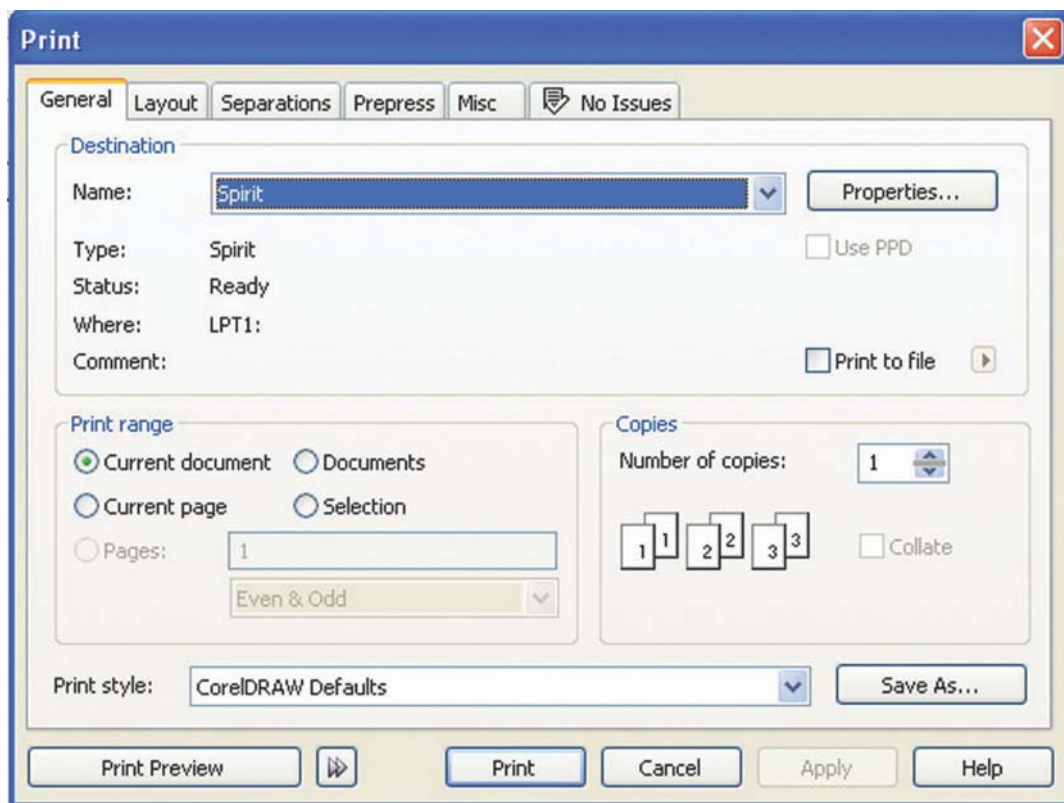 Print
General Layout Separations Prepress Misc No Issues
Destination
Name: Spirit Properties...
Type: Spirit Use PPD
Status: Ready
Where: LPT1:
Comment: Print to file
Print range
Current document Documents
Current page Selection
Pages: 1
Even & Odd
Copies
Number of copies: 1
1 1 2 2 3 3 Collate
Print style: CorelDRAW Defaults Save As...
Print Preview Print Cancel Apply Help